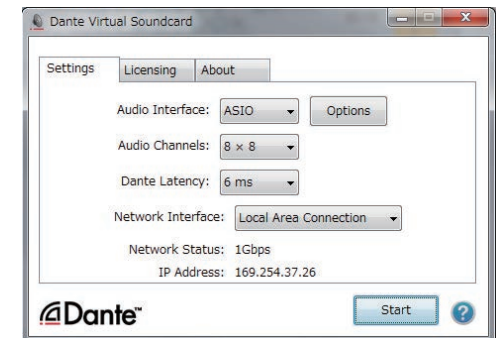 Dante Virtual Soundcard
Settings Licensing About
Audio Interface: ASIO Options
Audio Channels: 8 × 8
Dante Latency: 6 ms
Network Interface: Local Area Connection
Network Status: 1Gbps
IP Address: 169.254.37.26
Dante™ Start ?